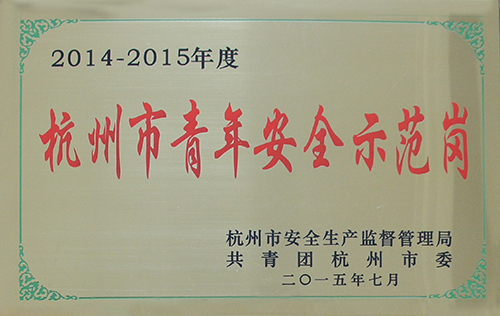 2014-2015年度
杭州市青年安全示范岗
杭州市安全生产监督管理局
共青团杭州市委
二〇一五年七月